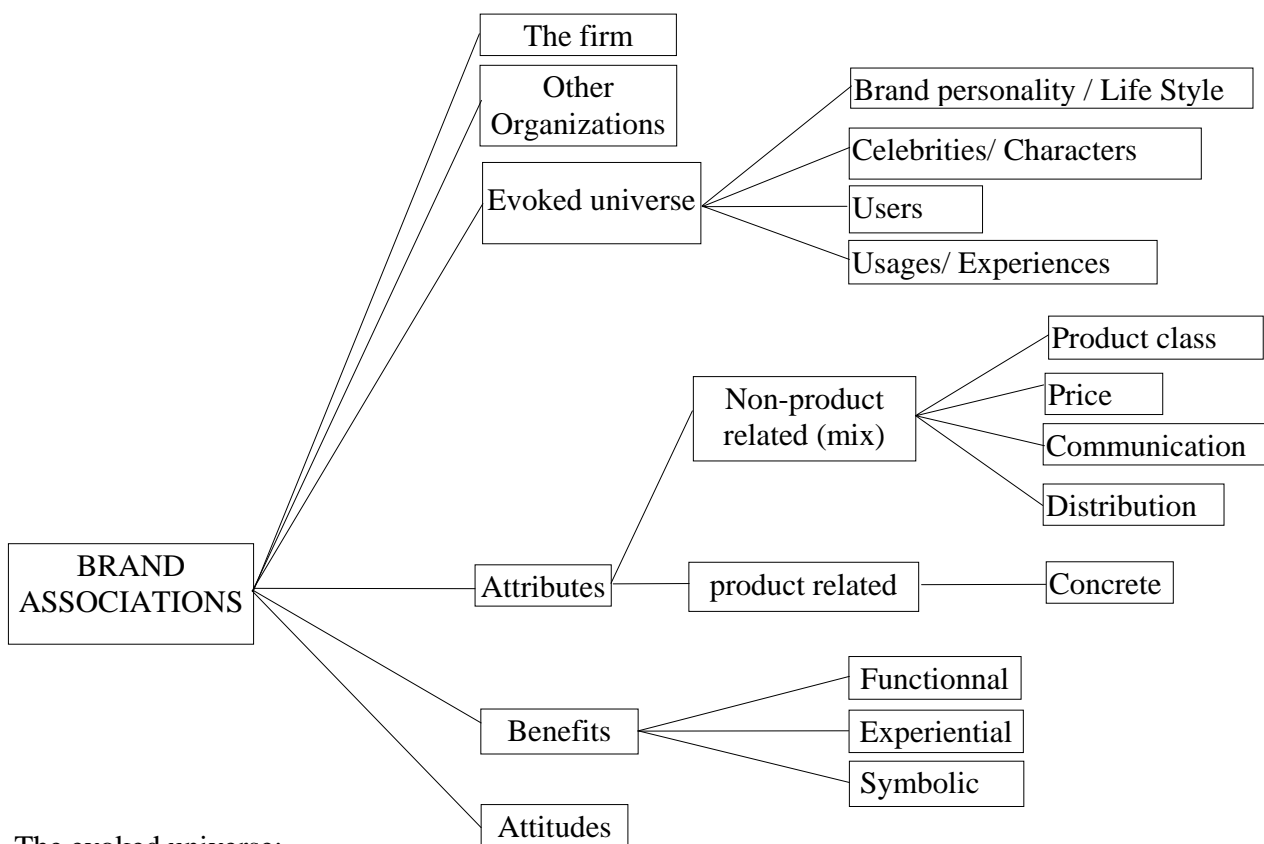 The firm
Other
Organizations
Evoked universe
Brand personality / Life Style
Celebrities/ Characters
Users
Usages/ Experiences
Non-product
related (mix)
Product class
Price
Communication
Distribution
BRAND
ASSOCIATIONS
Attributes
product related
Concrete
Benefits
Functionnal
Experiential
Symbolic
Attitudes
The evoked universe: